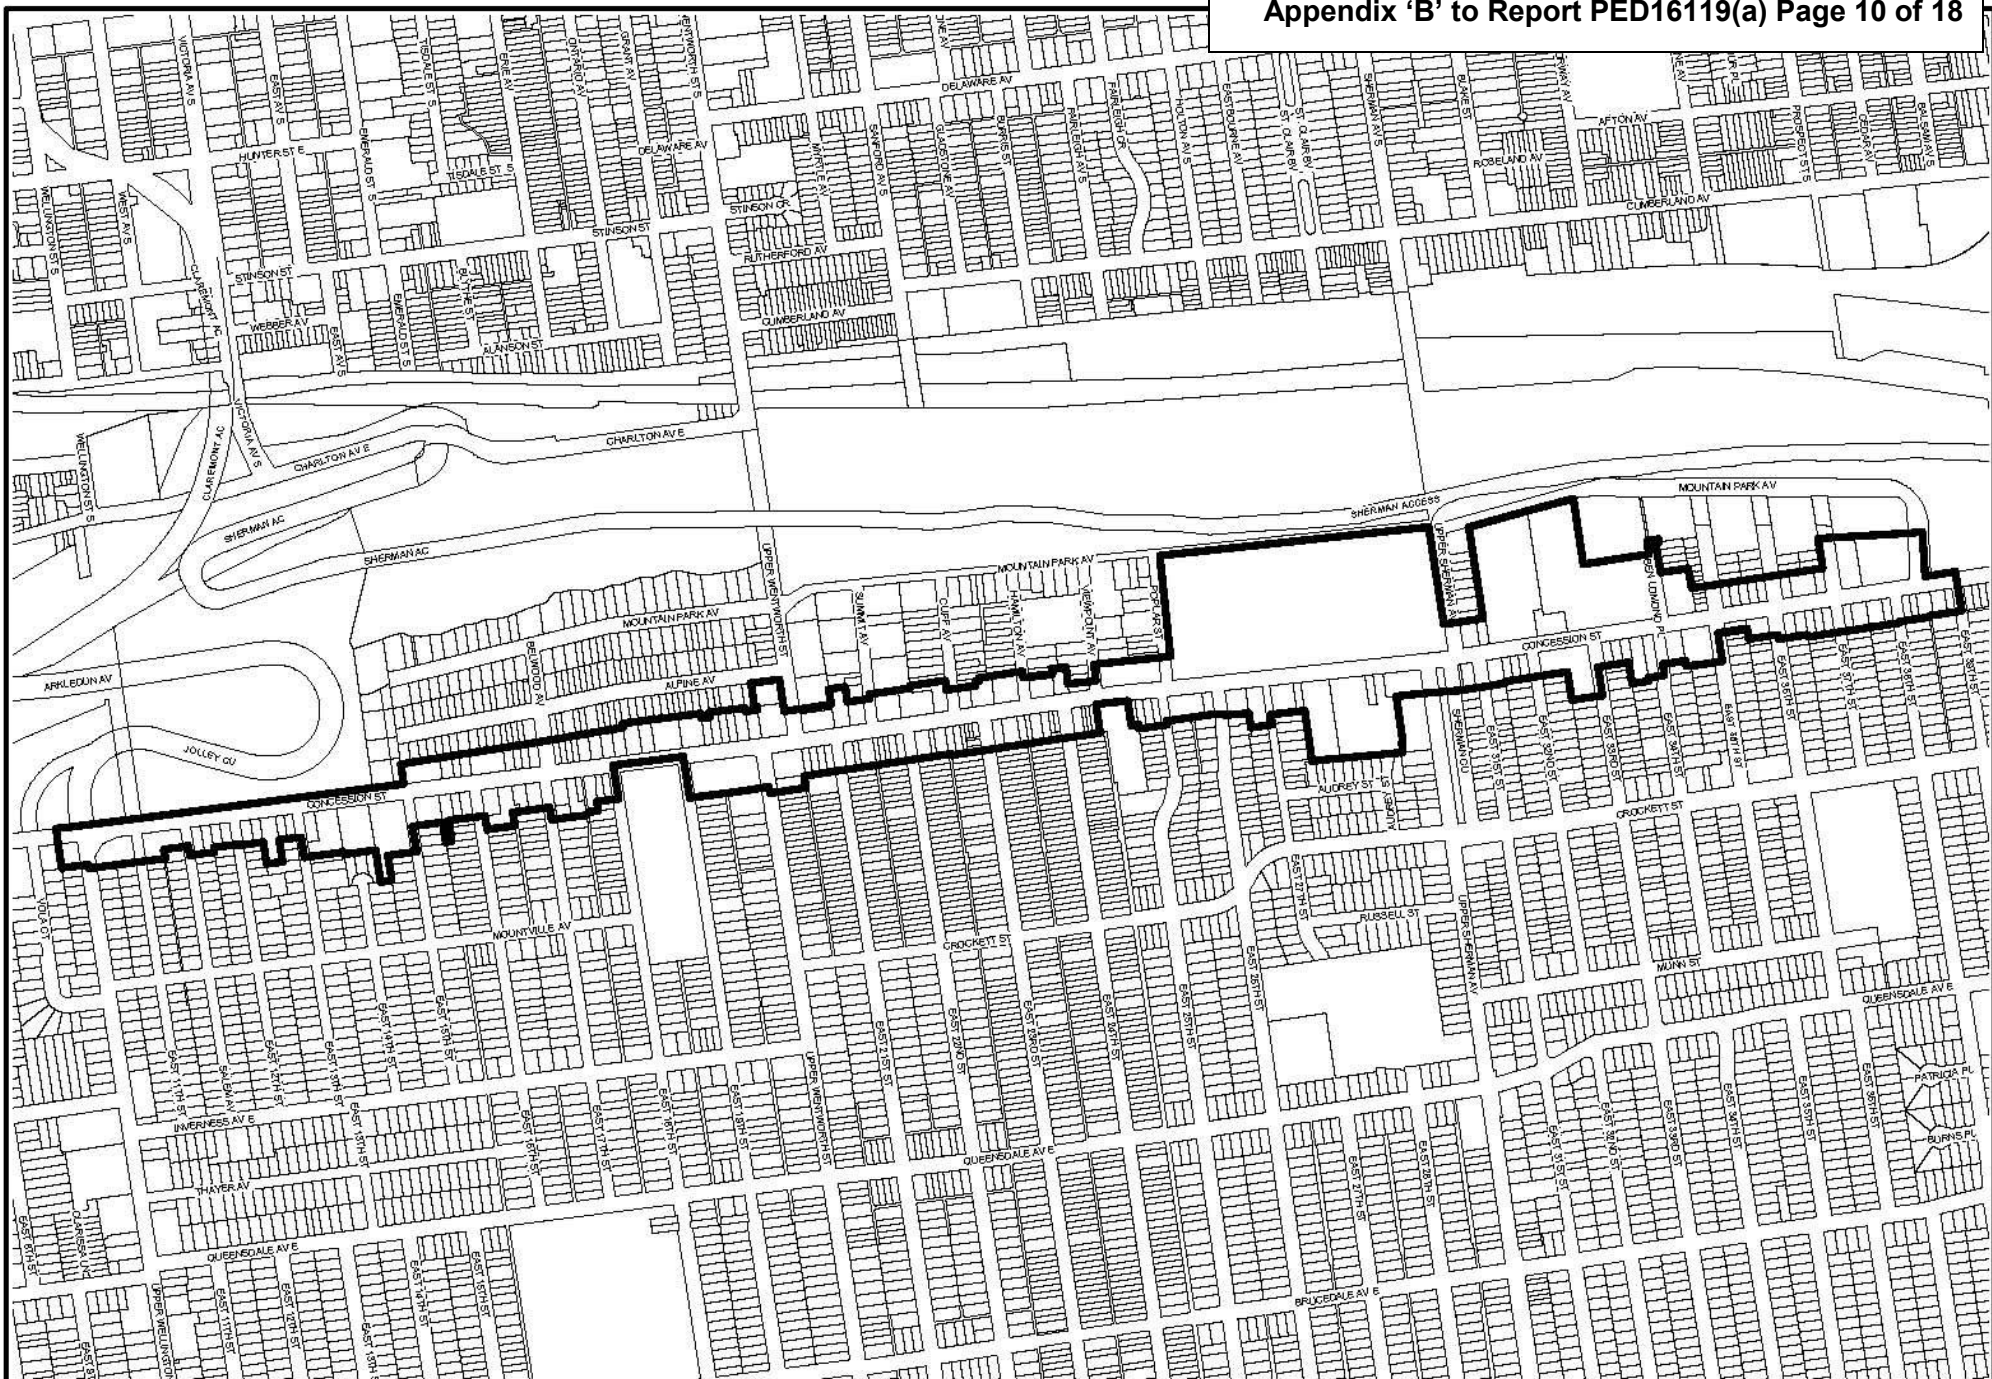 Appendix ‘B’ to Report PED16119(a) Page 10 of 18
VICTORIA AV S
EAST AV S
TISDALE ST S
ERIE AV
ONTARIO AV
GRANT AV
DELAWARE AV
FAIRLEIGH CR
HOLTON AV S
EASTBOURNE AV
ST. CLAIR BV
ST. CLAIR BV
SHERMAN AV S
BLAKE ST
AFTON AV
PROSPECT ST S
CEDAR AV
BALSAM AV S
HUNTER ST E
EMERALD ST S
TISDALE ST S
DELAWARE AV
MYRTLE AV
SANFORD AV S
GLADSTONE AV
BURRIS ST
FAIRLEIGH AV S
ROSELAND AV
WELLINGTON ST S
WEST AV S
STINSON CR
STINSON ST
CUMBERLAND AV
RUTHERFORD AV
STINSON ST
CLAREMONT AC
BLYTHE ST
EMERALD ST S
WEBBER AV
EAST AV S
CUMBERLAND AV
ALANSON ST
VICTORIA AV S
WELLINGTON ST S
CLAREMONT AC
CHARLTON AV E
CHARLTON AV E
SHERMAN AC
SHERMAN AC
SHERMAN ACCESS
MOUNTAIN PARK AV
UPPER WENTWORTH ST
UPPER SHERMAN AV
MOUNTAIN PARK AV
MOUNTAIN PARK AV
SUMMIT AV
CLIFF AV
HAMILTON AV
VIEWPOINT AV
POPLAR ST
BELWOOD AV
ALPINE AV
CONCESSION ST
ARKLEDUN AV
JOLLEY CU
CONCESSION ST
SHERMAN CU
EAST 31ST ST
EAST 32ND ST
EAST 33RD ST
EAST 34TH ST
EAST 36TH ST
EAST 37TH ST
EAST 38TH ST
AUDREY ST
AUDREY ST
CROCKETT ST
VIOLA CT
MOUNTVILLE AV
CROCKETT ST
EAST 27TH ST
RUSSELL ST
UPPER SHERMAN AV
MUNN ST
QUEENSDALE AV E
EAST 11TH ST
SALEM AV
EAST 12TH ST
EAST 13TH ST
EAST 14TH ST
EAST 15TH ST
EAST 21ST ST
EAST 22ND ST
EAST 23RD ST
EAST 24TH ST
EAST 25TH ST
EAST 26TH ST
INVERNESS AV E
EAST 13TH ST
EAST 16TH ST
EAST 17TH ST
EAST 18TH ST
EAST 19TH ST
UPPER WENTWORTH ST
QUEENSDALE AV E
EAST 27TH ST
EAST 28TH ST
EAST 31ST ST
EAST 32ND ST
EAST 33RD ST
EAST 34TH ST
EAST 35TH ST
EAST 36TH ST
PATRICIA PL
BURNS PL
THAYER AV
QUEENSDALE AV E
EAST 11TH ST
EAST 12TH ST
EAST 14TH ST
EAST 15TH ST
BRUCEDALE AV E